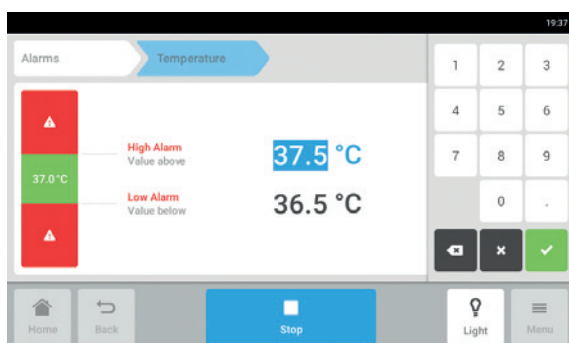 19:37
Alarms
Temperature
1 2 3
4 5 6
7 8 9
0 .
High Alarm
Value above
37.5 °C
37.0°C
Low Alarm
Value below
36.5 °C
Home
Back
Stop
Light
Menu